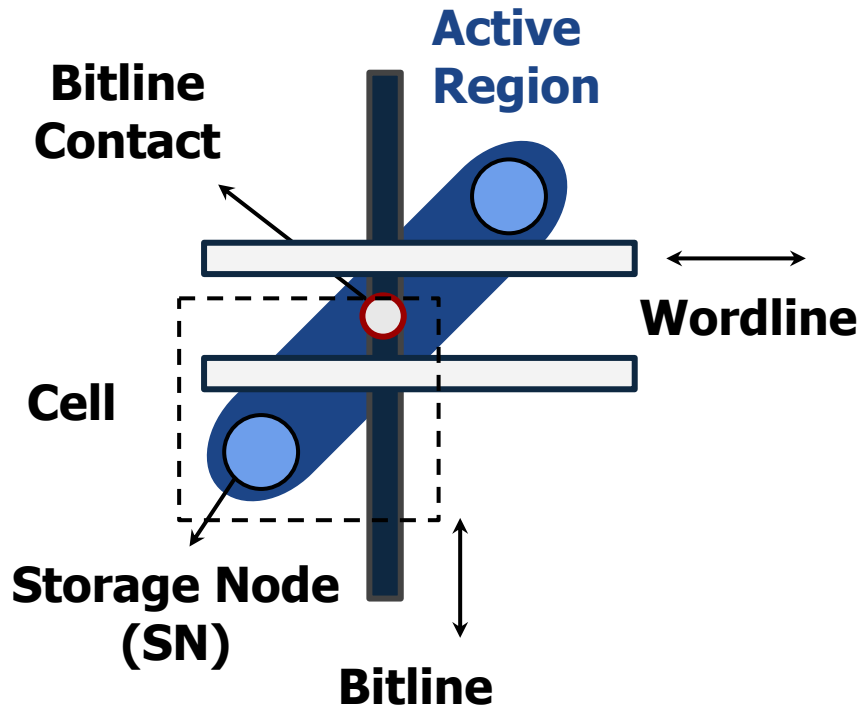 Active
Region
Bitline
Contact
Wordline
Cell
Storage Node
(SN)
Bitline